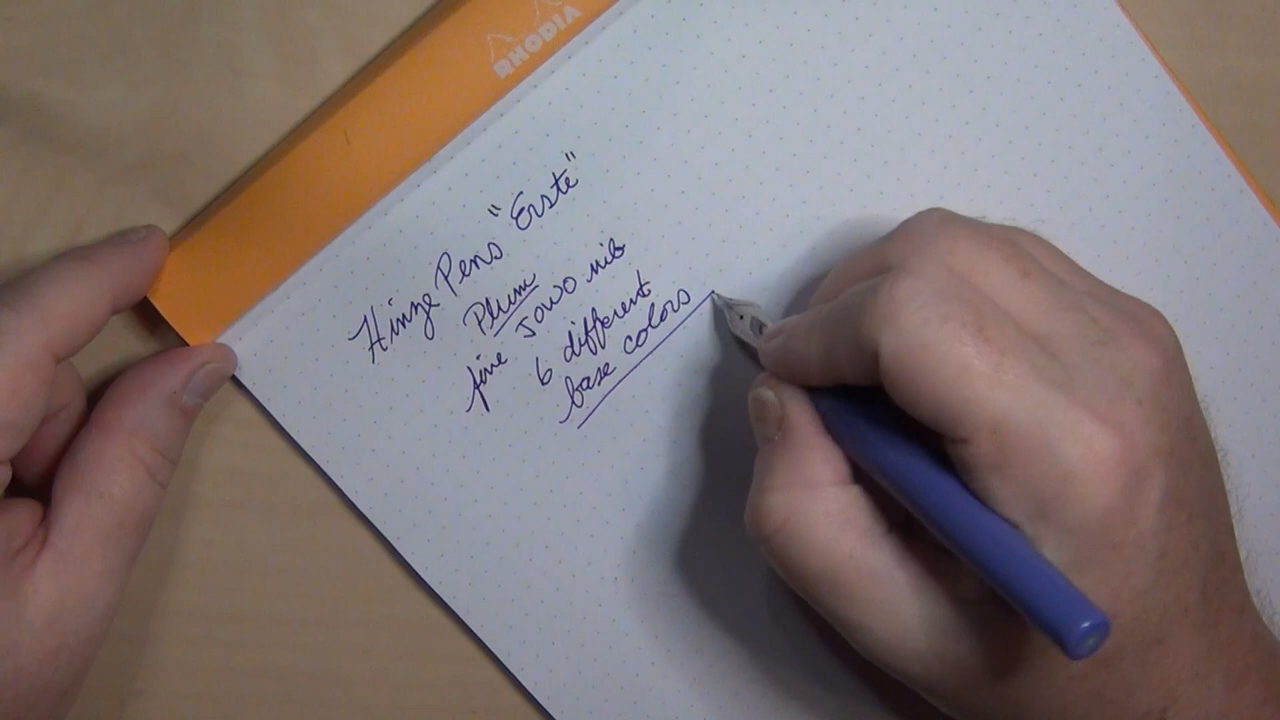 RHODIA
Hinze Pens "Erste"
Plum
fine Jowo nib
6 different
base colors